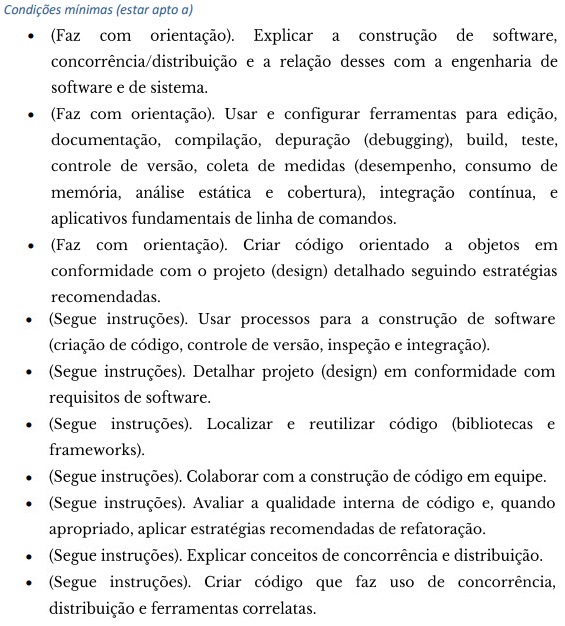 Condições mínimas (estar apto a)
• (Faz com orientação). Explicar a construção de software,
concorrência/distribuição e a relação desses com a engenharia de
software e de sistema.
• (Faz com orientação). Usar e configurar ferramentas para edição,
documentação, compilação, depuração (debugging), build, teste,
controle de versão, coleta de medidas (desempenho, consumo de
memória, análise estática e cobertura), integração contínua, e
aplicativos fundamentais de linha de comandos.
• (Faz com orientação). Criar código orientado a objetos em
conformidade com o projeto (design) detalhado seguindo estratégias
recomendadas.
• (Segue instruções). Usar processos para a construção de software
(criação de código, controle de versão, inspeção e integração).
• (Segue instruções). Detalhar projeto (design) em conformidade com
requisitos de software.
• (Segue instruções). Localizar e reutilizar código (bibliotecas e
frameworks).
• (Segue instruções). Colaborar com a construção de código em equipe.
• (Segue instruções). Avaliar a qualidade interna de código e, quando
apropriado, aplicar estratégias recomendadas de refatoração.
• (Segue instruções). Explicar conceitos de concorrência e distribuição.
• (Segue instruções). Criar código que faz uso de concorrência,
distribuição e ferramentas correlatas.